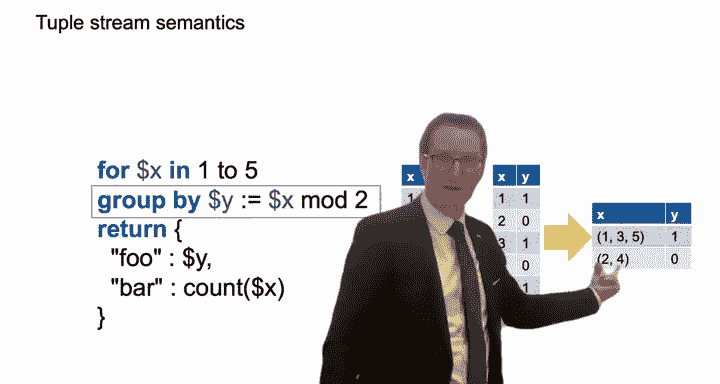 Tuple stream semantics
for $x in 1 to 5
group by $y := $x mod 2
return {
"foo" : $y,
"bar" : count($x)
}
x
1
x y
1 1
2 0
3 1
0
1
x y
(1, 3, 5) 1
(2, 4) 0